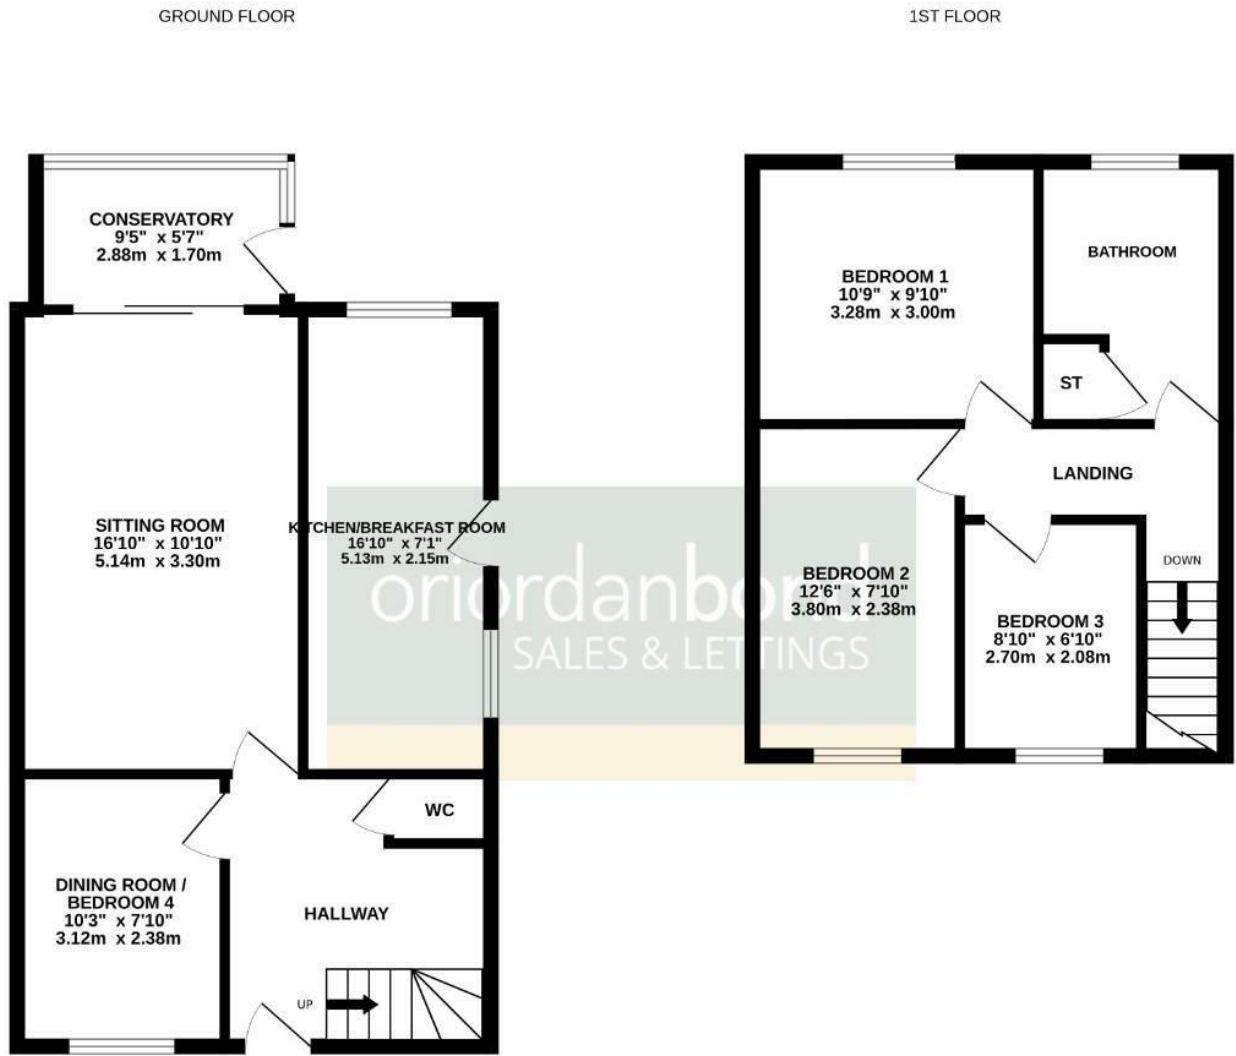 GROUND FLOOR
1ST FLOOR
CONSERVATORY
9'5" x 5'7"
2.88m x 1.70m
SITTING ROOM
16'10" x 10'10"
5.14m x 3.30m
KITCHEN/BREAKFAST ROOM
16'10" x 7'1"
5.13m x 2.15m
WC
DINING ROOM /
BEDROOM 4
10'3" x 7'10"
3.12m x 2.38m
HALLWAY
UP
BEDROOM 1
10'9" x 9'10"
3.28m x 3.00m
BATHROOM
ST
LANDING
BEDROOM 2
12'6" x 7'10"
3.80m x 2.38m
DOWN
BEDROOM 3
8'10" x 6'10"
2.70m x 2.08m
oriordanbond
SALES & LETTINGS